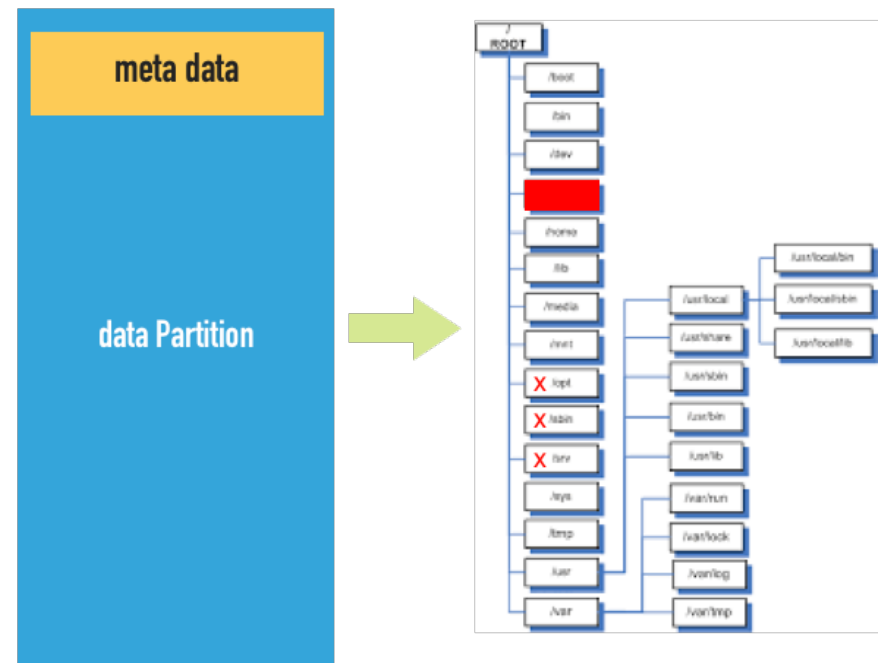 meta data
data Partition
/
ROOT
/boot
/bin
/dev
/home
/lib
/media
/mnt
X /opt
X /sbin
X /srv
/sys
/tmp
/usr
/var
/usr/local
/usr/share
/usr/sbin
/usr/bin
/usr/lib
/var/run
/var/lock
/var/log
/var/tmp
/usr/local/bin
/usr/local/sbin
/usr/local/lib